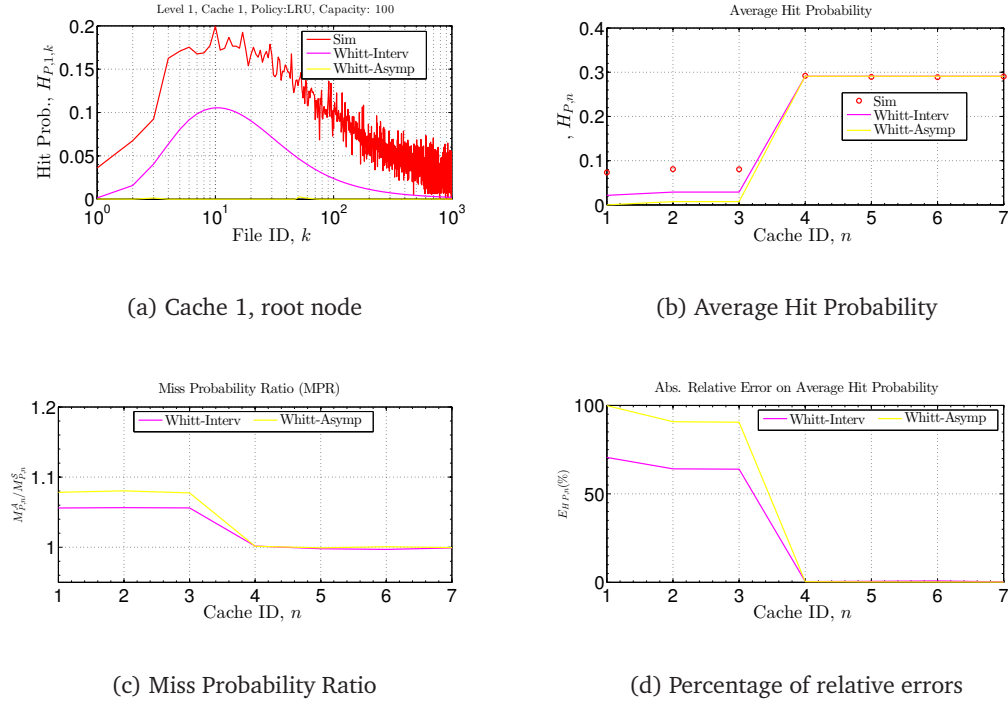 Level 1, Cache 1, Policy:LRU, Capacity: 100
Hit Prob., H_{P,1,k}
0.2
0.15
0.1
0.05
0
Sim
Whitt-Interv
Whitt-Asymp
10^0
10^1
10^2
10^3
File ID, k
(a) Cache 1, root node
Average Hit Probability
, H_{P,n}
0.4
0.3
0.2
0.1
0
Sim
Whitt-Interv
Whitt-Asymp
1 2 3 4 5 6 7
Cache ID, n
(b) Average Hit Probability
Miss Probability Ratio (MPR)
M^A_{P,n}/M^S_{P,n}
1.2
1.1
1
Whitt-Interv Whitt-Asymp
1 2 3 4 5 6 7
Cache ID, n
(c) Miss Probability Ratio
Abs. Relative Error on Average Hit Probability
E_{HP,n}(%)
100
50
0
Whitt-Interv Whitt-Asymp
1 2 3 4 5 6 7
Cache ID, n
(d) Percentage of relative errors